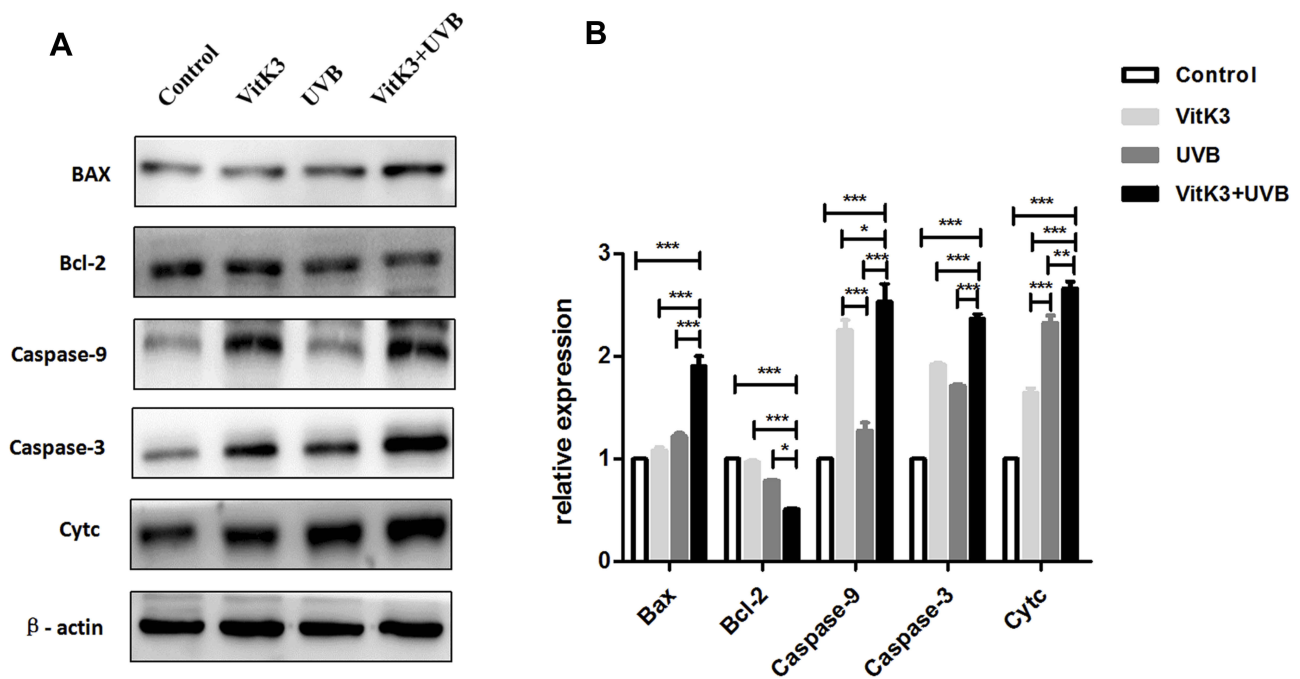 A
Control
VitK3
UVB
VitK3+UVB
BAX
Bcl-2
Caspase-9
Caspase-3
Cytc
β - actin
B
Control
VitK3
UVB
VitK3+UVB
relative expression
3
2
1
0
***
***
***
***
***
*
***
*
***
***
***
***
***
***
***
**
***
Bax
Bcl-2
Caspase-9
Caspase-3
Cytc